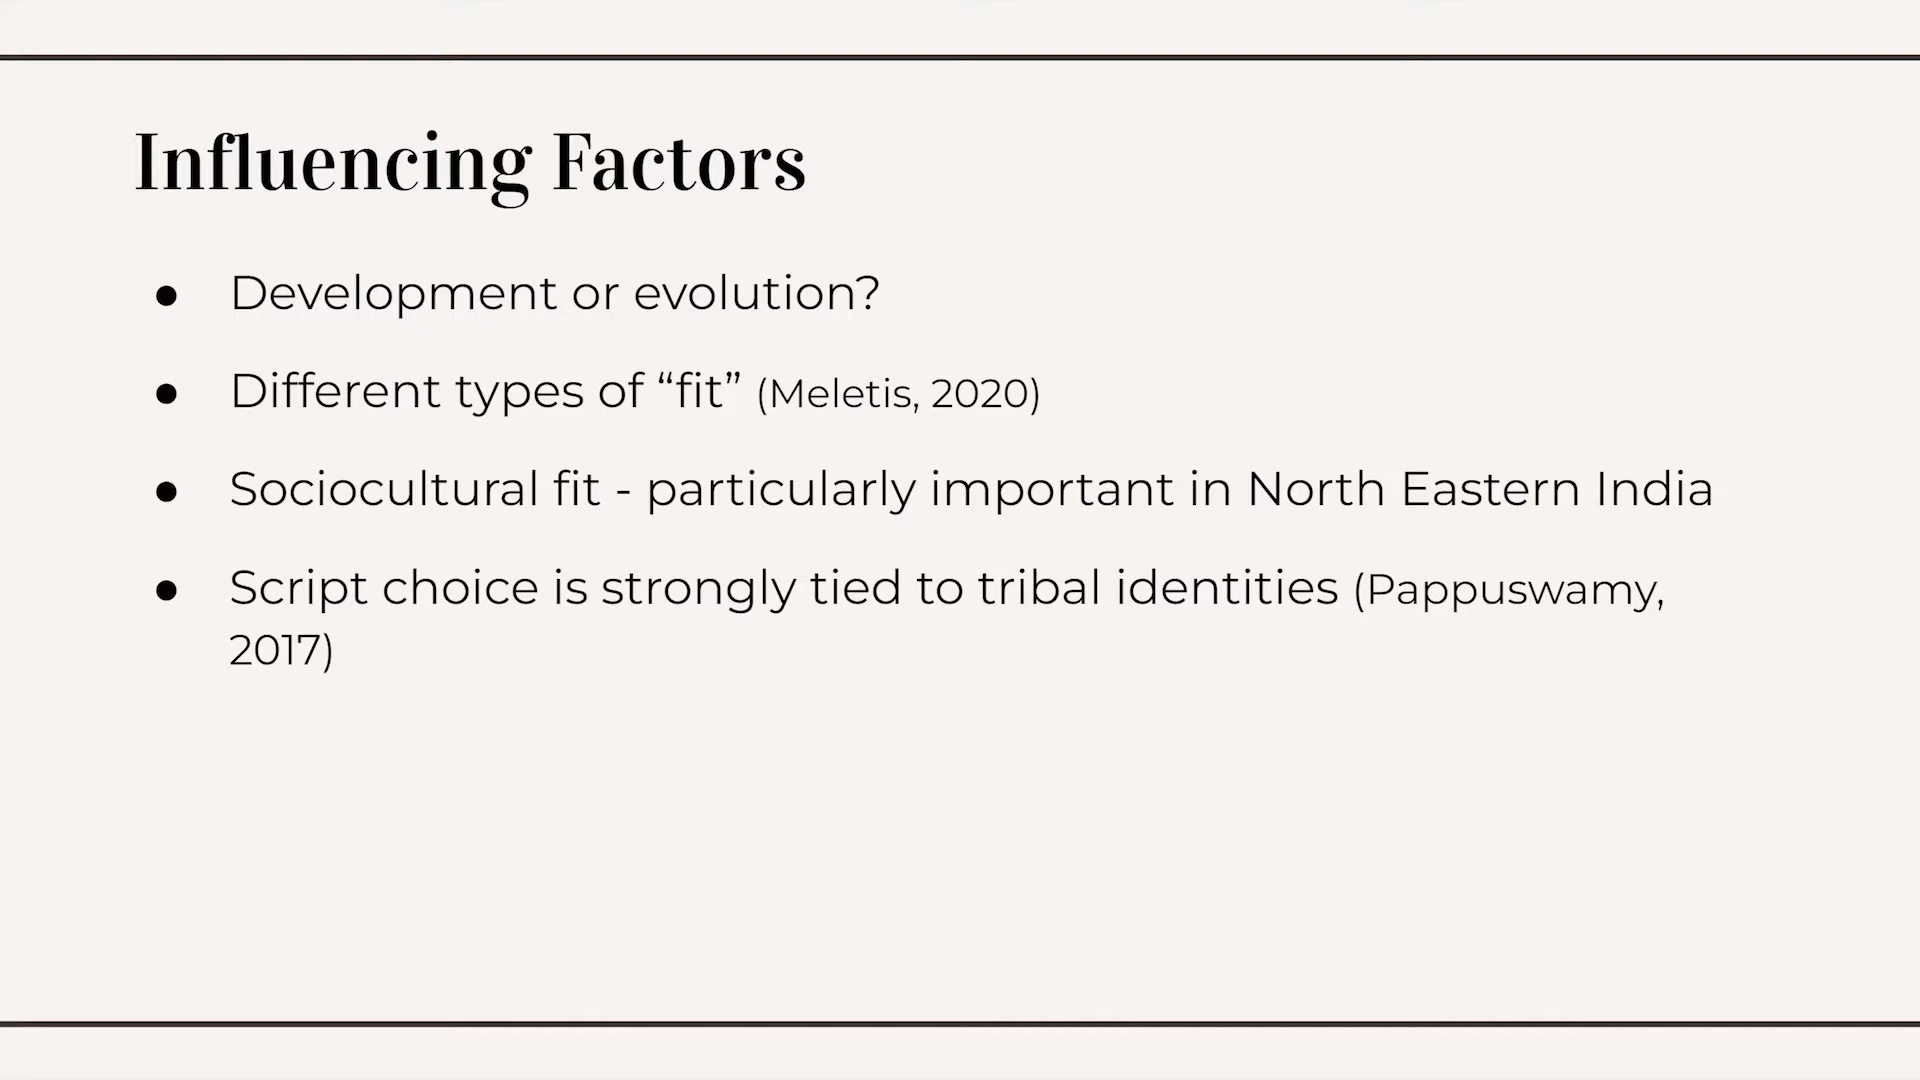 Influencing Factors
● Development or evolution?
● Different types of “fit” (Meletis, 2020)
● Sociocultural fit - particularly important in North Eastern India
● Script choice is strongly tied to tribal identities (Pappuswamy,
2017)